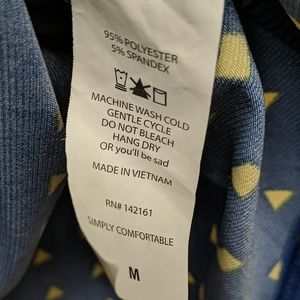 95% POLYESTER
5% SPANDEX
MACHINE WASH COLD
GENTLE CYCLE
DO NOT BLEACH
HANG DRY
OR you'll be sad
MADE IN VIETNAM
RN# 142161
SIMPLY COMFORTABLE
M